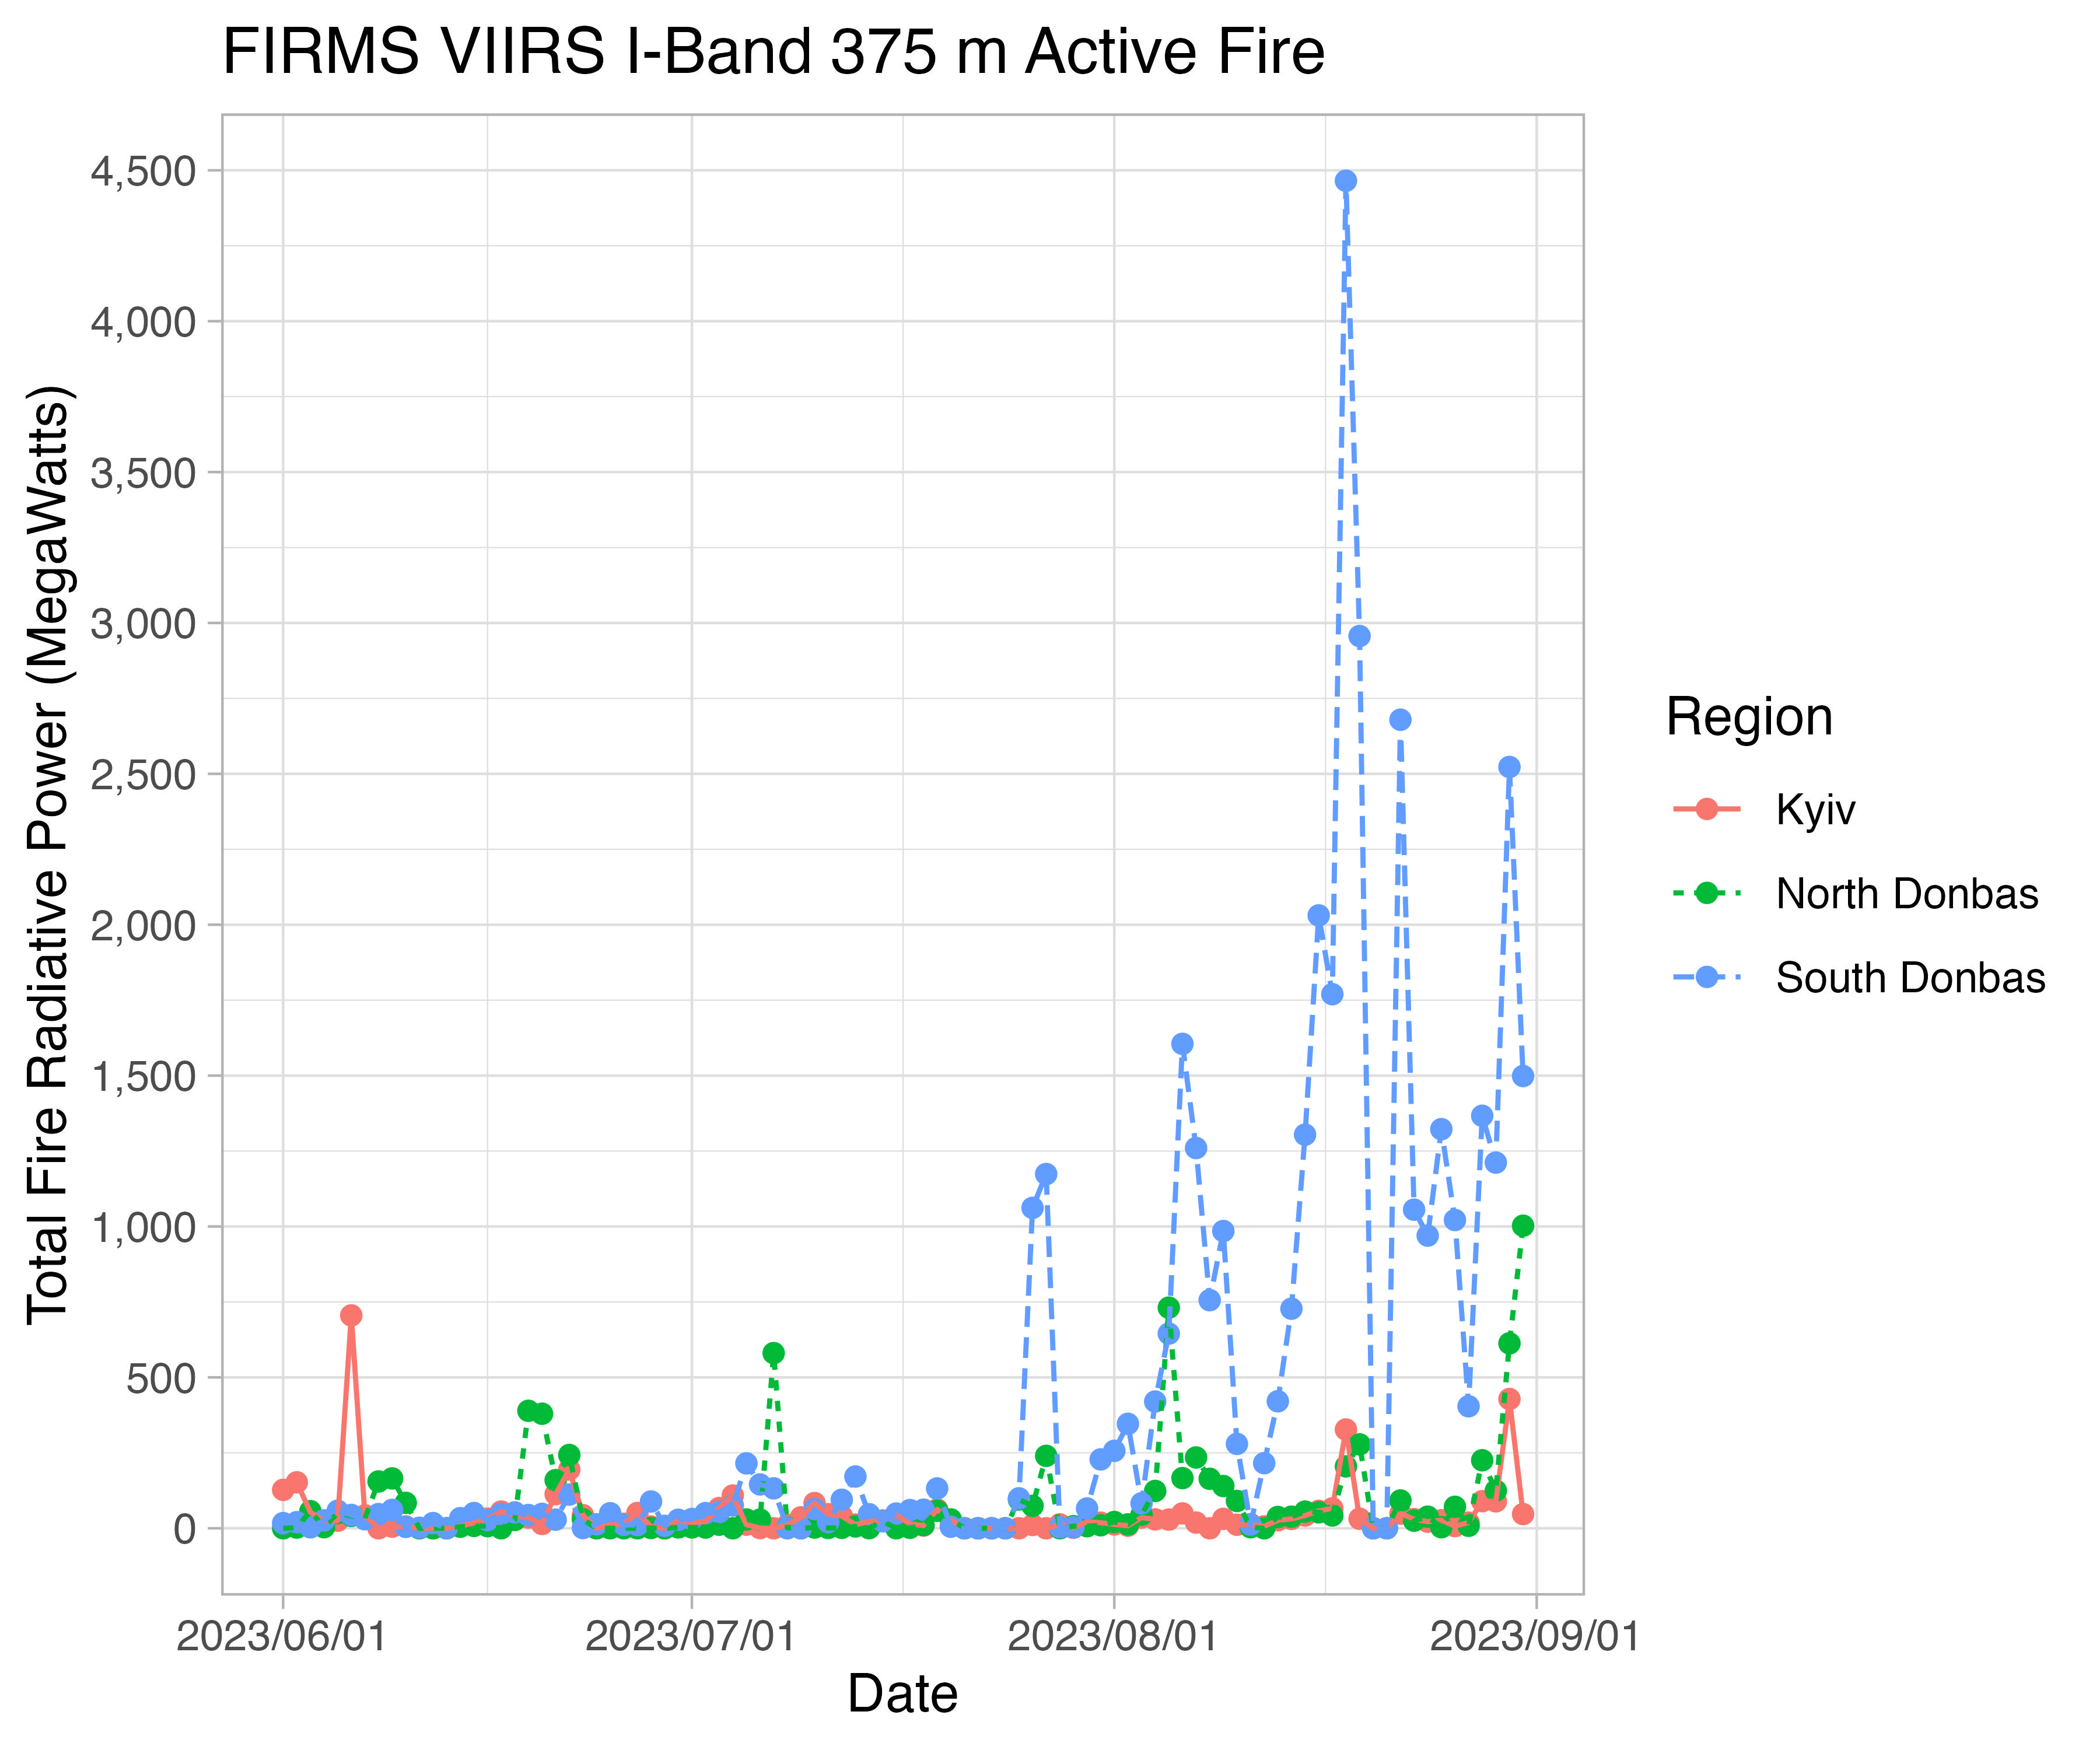 FIRMS VIIRS I-Band 375 m Active Fire
Total Fire Radiative Power (MegaWatts)
4,500
4,000
3,500
3,000
2,500
2,000
1,500
1,000
500
0
2023/06/01 2023/07/01 2023/08/01 2023/09/01
Date
Region
Kyiv
North Donbas
South Donbas